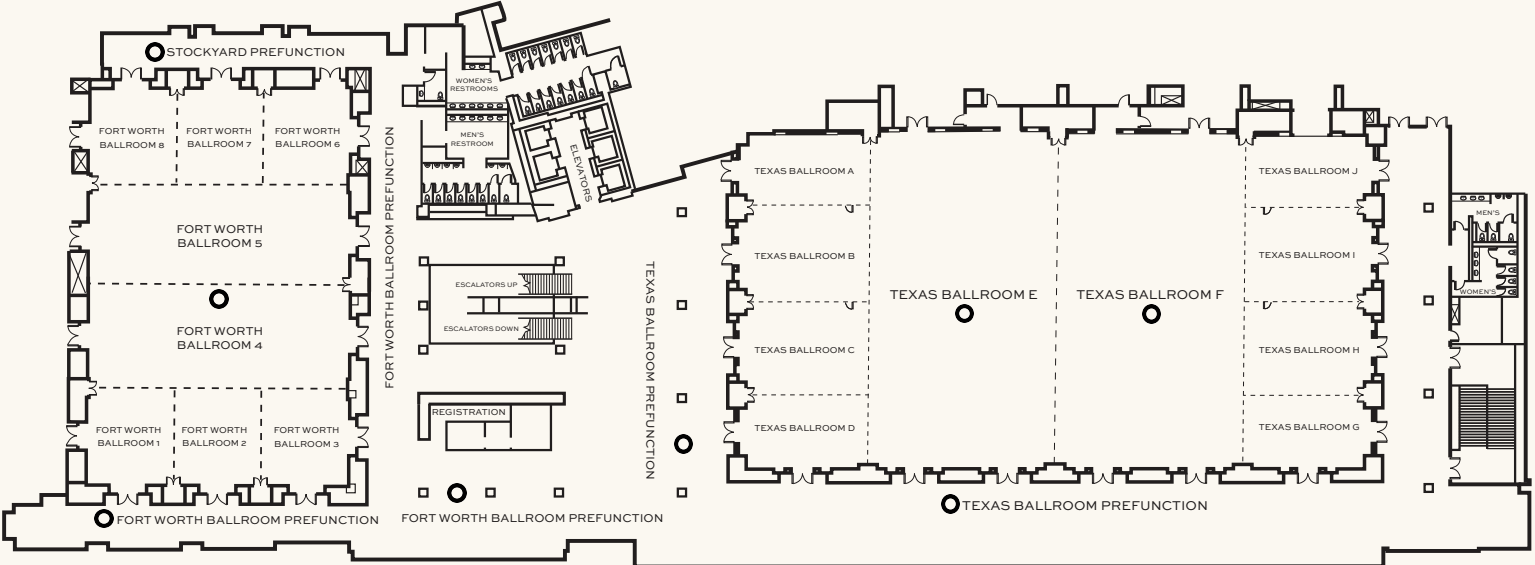 STOCKYARD PREFUNCTION
FORT WORTH
BALLROOM 8
FORT WORTH
BALLROOM 7
FORT WORTH
BALLROOM 6
FORT WORTH
BALLROOM 5
FORT WORTH
BALLROOM 4
FORT WORTH
BALLROOM 1
FORT WORTH
BALLROOM 2
FORT WORTH
BALLROOM 3
FORT WORTH BALLROOM PREFUNCTION
FORT WORTH BALLROOM PREFUNCTION
WOMEN'S
RESTROOMS
MEN'S
RESTROOM
ELEVATORS
ESCALATORS UP
ESCALATORS DOWN
REGISTRATION
FORT WORTH BALLROOM PREFUNCTION
TEXAS BALLROOM PREFUNCTION
TEXAS BALLROOM A
TEXAS BALLROOM B
TEXAS BALLROOM C
TEXAS BALLROOM D
TEXAS BALLROOM E
TEXAS BALLROOM F
TEXAS BALLROOM J
TEXAS BALLROOM I
TEXAS BALLROOM H
TEXAS BALLROOM G
TEXAS BALLROOM PREFUNCTION
MEN'S
WOMEN'S